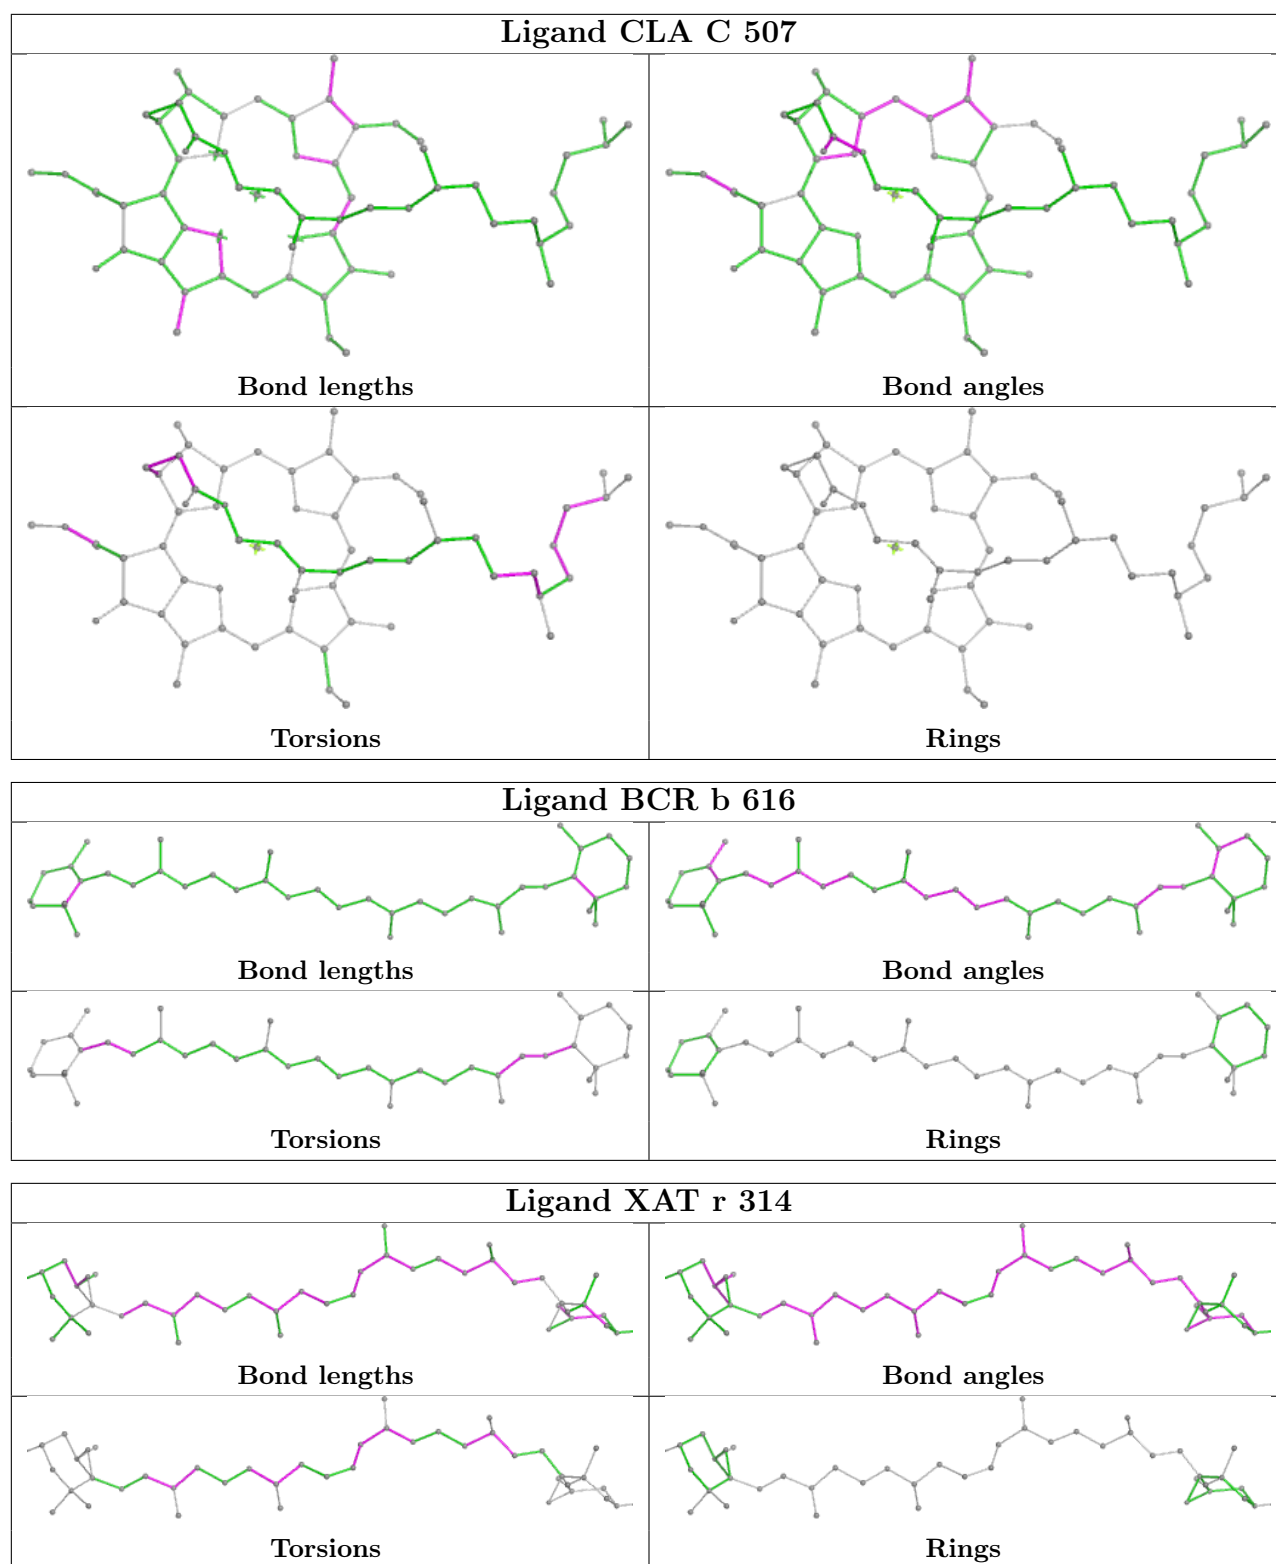 Ligand CLA C 507
Bond lengths
Bond angles
Torsions
Rings
Ligand BCR b 616
Bond lengths
Bond angles
Torsions
Rings
Ligand XAT r 314
Bond lengths
Bond angles
Torsions
Rings